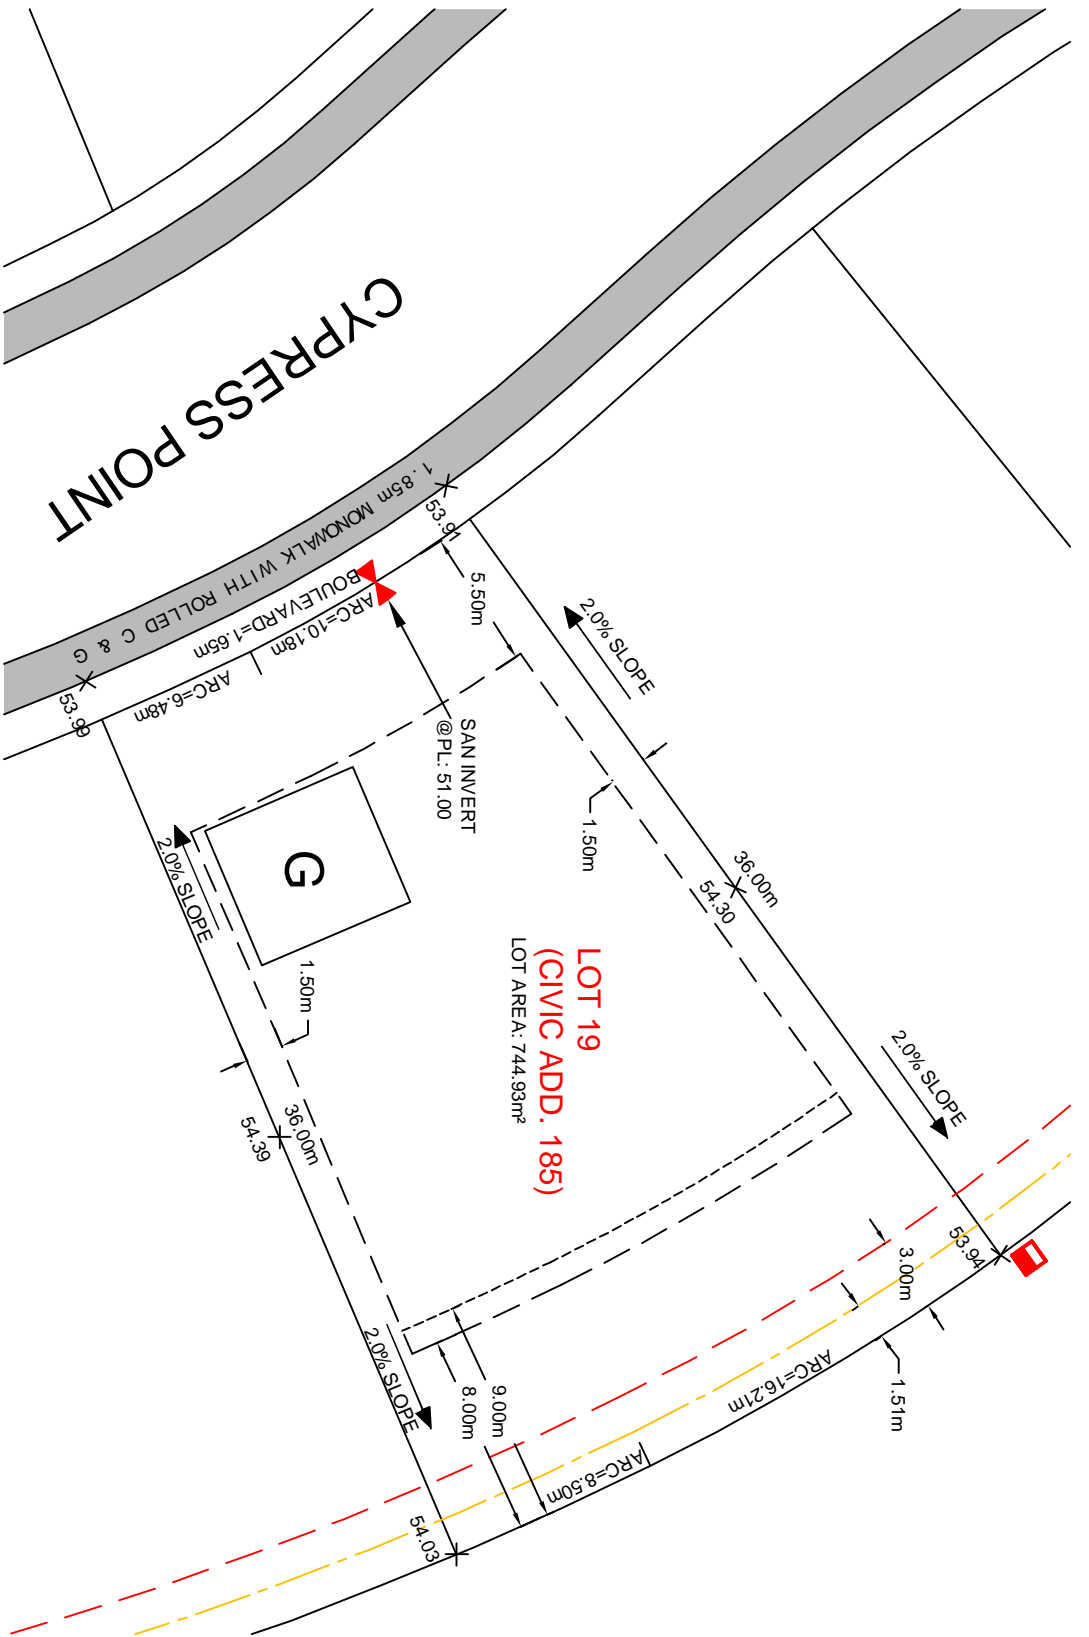 CYPRESS POINT
1.85m MONOWALK WITH ROLLED C & G
53.91
53.99
BOULEVARD=1.65m
ARC=10.18m
ARC=6.48m
5.50m
SAN INVERT
@PL: 51.00
2.0% SLOPE
1.50m
36.00m
54.30
G
2.0% SLOPE
1.50m
LOT 19
(CIVIC ADD. 185)
LOT AREA: 744.93m²
36.00m
54.39
2.0% SLOPE
53.94
3.00m
1.51m
ARC=16.21m
2.0% SLOPE
9.00m
8.00m
ARC=8.50m
54.03